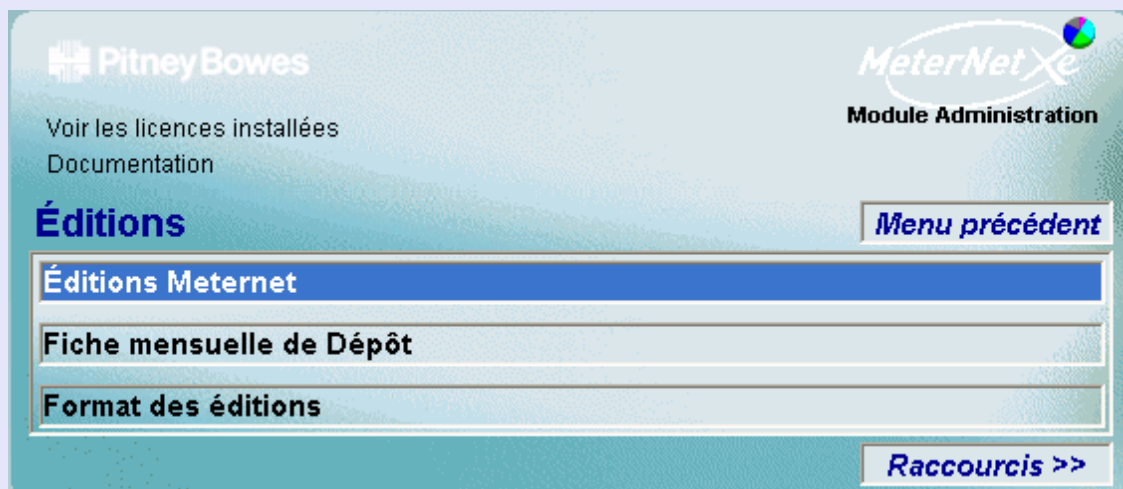 Pitney Bowes
MeterNet Xe
Module Administration
Voir les licences installées
Documentation
Éditions
Menu précédent
Éditions Meternet
Fiche mensuelle de Dépôt
Format des éditions
Raccourcis >>